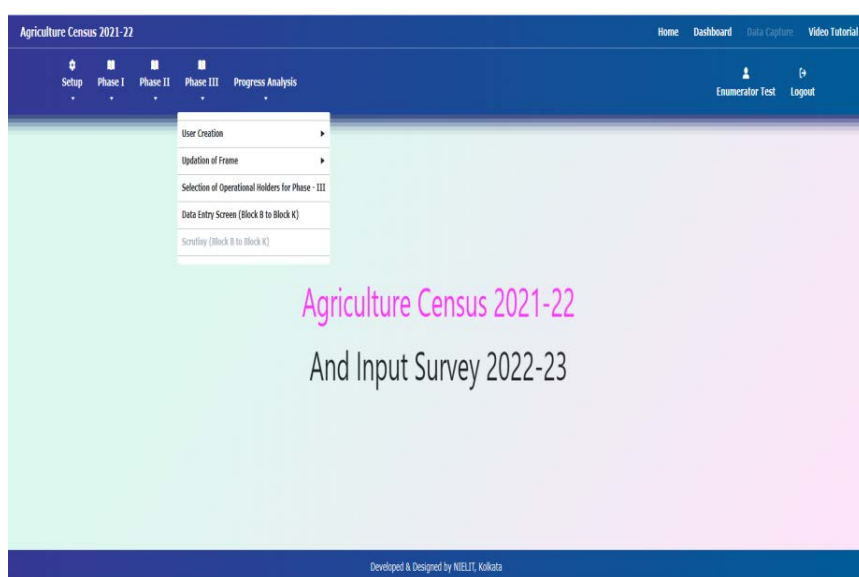 Agriculture Census 2021-22
Home Dashboard Data Capture Video Tutorial
Setup Phase I Phase II Phase III Progress Analysis
Enumerator Test Logout
User Creation
Updation of Frame
Selection of Operational Holders for Phase - III
Data Entry Screen (Block B to Block K)
Scrutiny (Block B to Block K)
Agriculture Census 2021-22
And Input Survey 2022-23
Developed & Designed by NIELIT, Kolkata